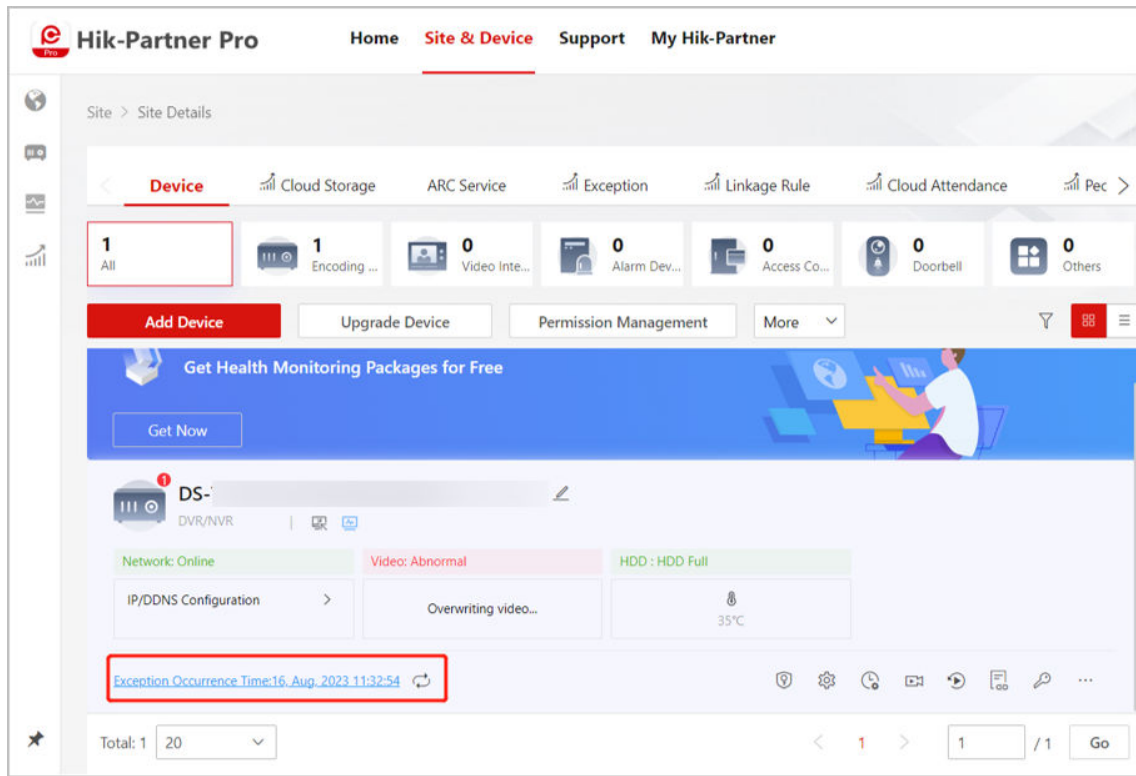 Pro
Hik-Partner Pro
Home Site & Device Support My Hik-Partner
Site > Site Details
Device Cloud Storage ARC Service Exception Linkage Rule Cloud Attendance Pec
1
All
1
Encoding ...
0
Video Inte...
0
Alarm Dev...
0
Access Co...
0
Doorbell
0
Others
Add Device Upgrade Device Permission Management More
Get Health Monitoring Packages for Free
Get Now
1
DS-
DVR/NVR
Network: Online Video: Abnormal HDD : HDD Full
IP/DDNS Configuration > Overwriting video...
35°C
Exception Occurrence Time:16, Aug, 2023 11:32:54
Total: 1 20 < 1 > 1 / 1 Go